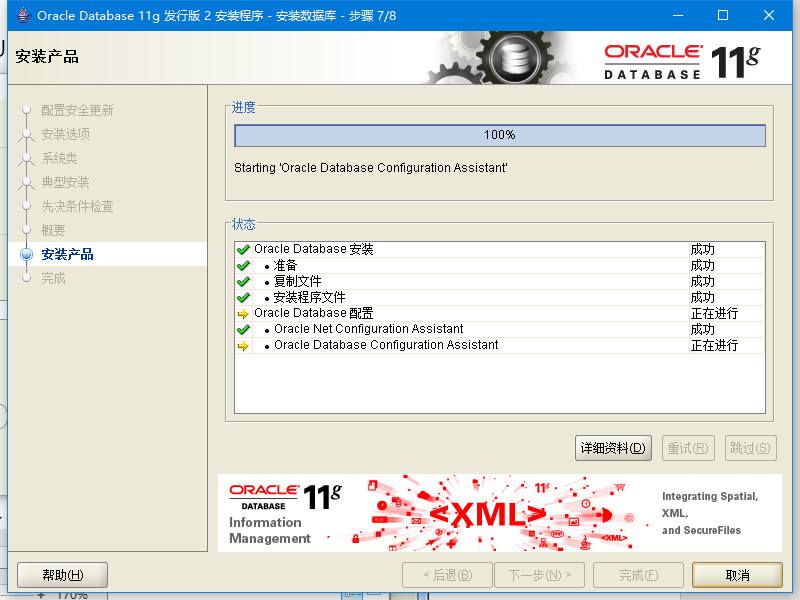 Oracle Database 11g 发行版 2 安装程序 - 安装数据库 - 步骤 7/8
安装产品
ORACLE
DATABASE 11g
配置安全更新
安装选项
系统类
典型安装
先决条件检查
概要
安装产品
完成
进度
100%
Starting 'Oracle Database Configuration Assistant'
状态
Oracle Database 安装 成功
• 准备 成功
• 复制文件 成功
• 安装程序文件 成功
Oracle Database 配置 正在进行
• Oracle Net Configuration Assistant 成功
• Oracle Database Configuration Assistant 正在进行
详细资料(D) 重试(R) 跳过(S)
ORACLE
DATABASE 11g
Information
Management
<XML>
11g
<XML>
Integrating Spatial,
XML,
and SecureFiles
帮助(H) < 后退(B) 下一步(N) > 完成(F) 取消
170%